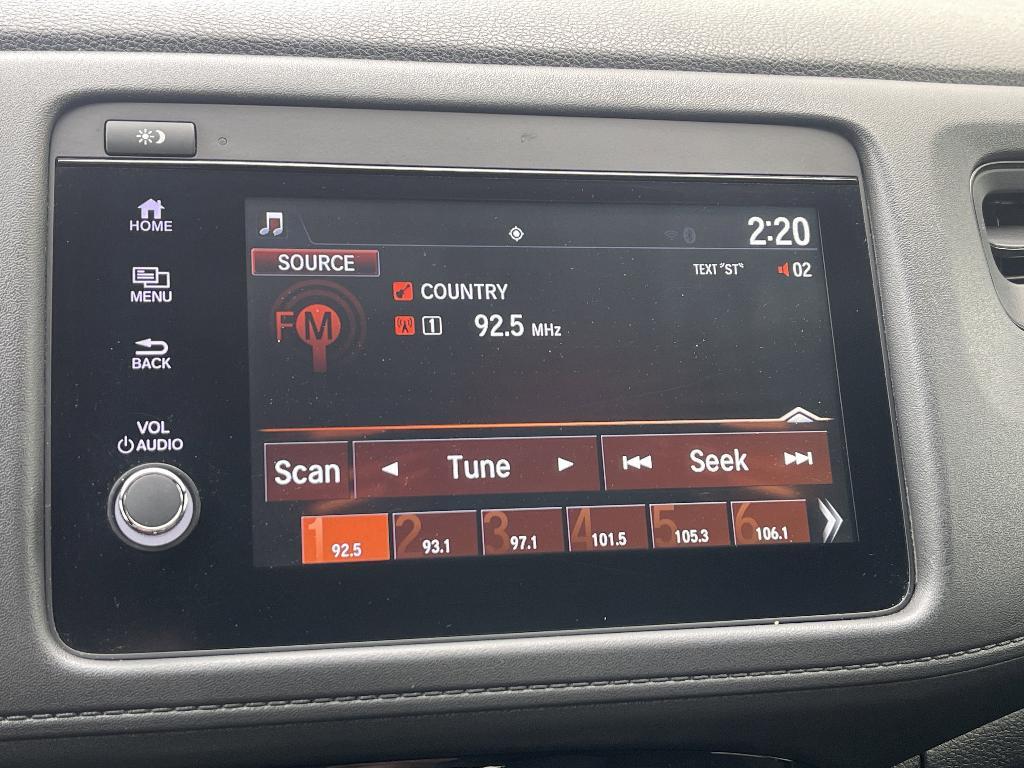 HOME
MENU
BACK
VOL
AUDIO
2:20
SOURCE
TEXT "ST"
02
COUNTRY
FM
1
92.5 MHz
Scan
Tune
Seek
1 92.5
2 93.1
3 97.1
4 101.5
5 105.3
6 106.1